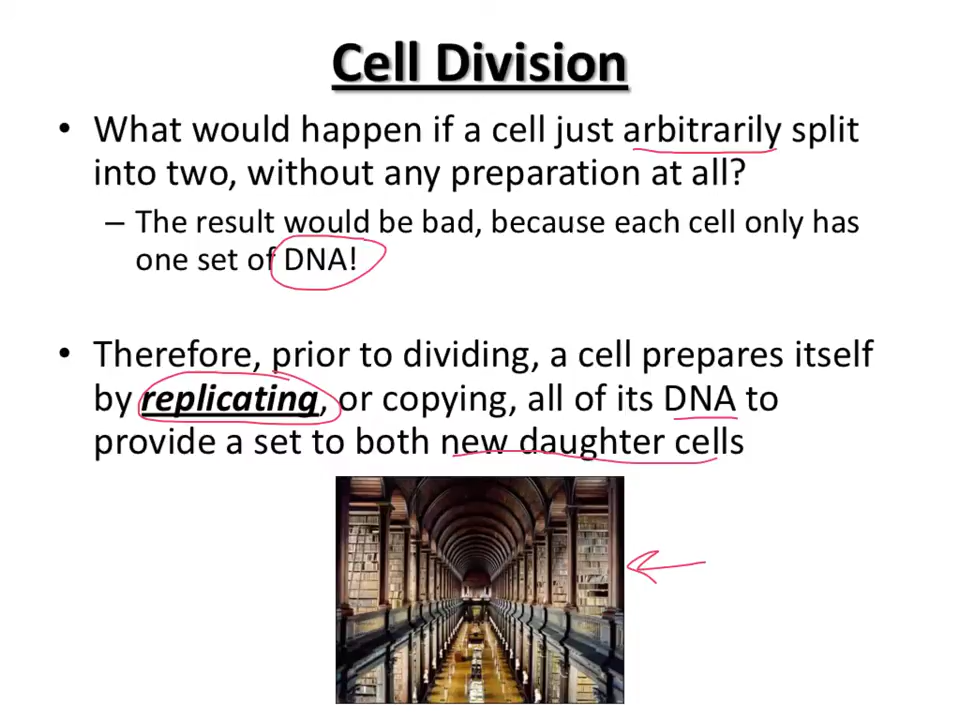 Cell Division
• What would happen if a cell just arbitrarily split
into two, without any preparation at all?
– The result would be bad, because each cell only has
one set of DNA!
• Therefore, prior to dividing, a cell prepares itself
by replicating, or copying, all of its DNA to
provide a set to both new daughter cells